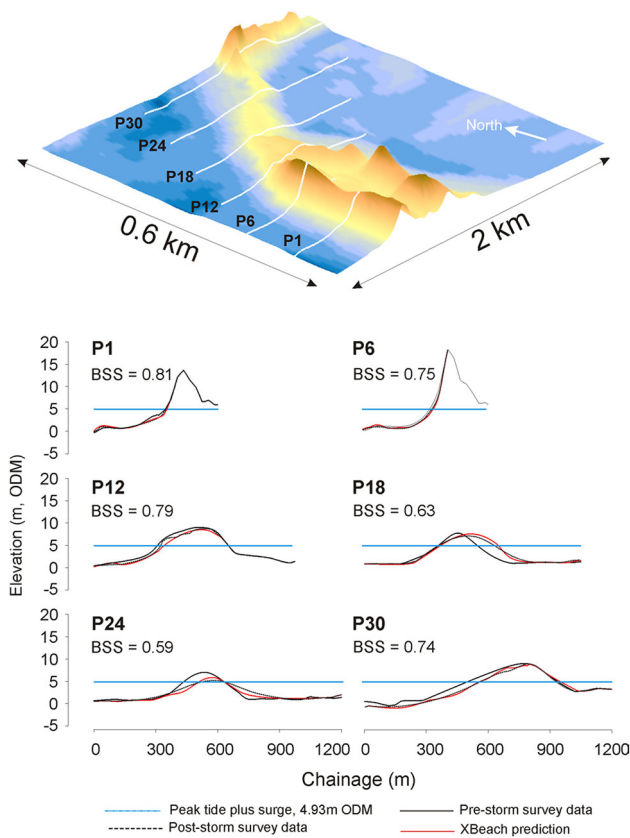 North
P30
P24
P18
P12
P6
P1
0.6 km
2 km
P1
BSS = 0.81
P6
BSS = 0.75
20
15
10
5
0
-5
P12
BSS = 0.79
P18
BSS = 0.63
20
15
10
5
0
-5
P24
BSS = 0.59
P30
BSS = 0.74
20
15
10
5
0
-5
Elevation (m, ODM)
0 300 600 900 1200
0 300 600 900 1200
Chainage (m)
Peak tide plus surge, 4.93m ODM
Pre-storm survey data
Post-storm survey data
XBeach prediction